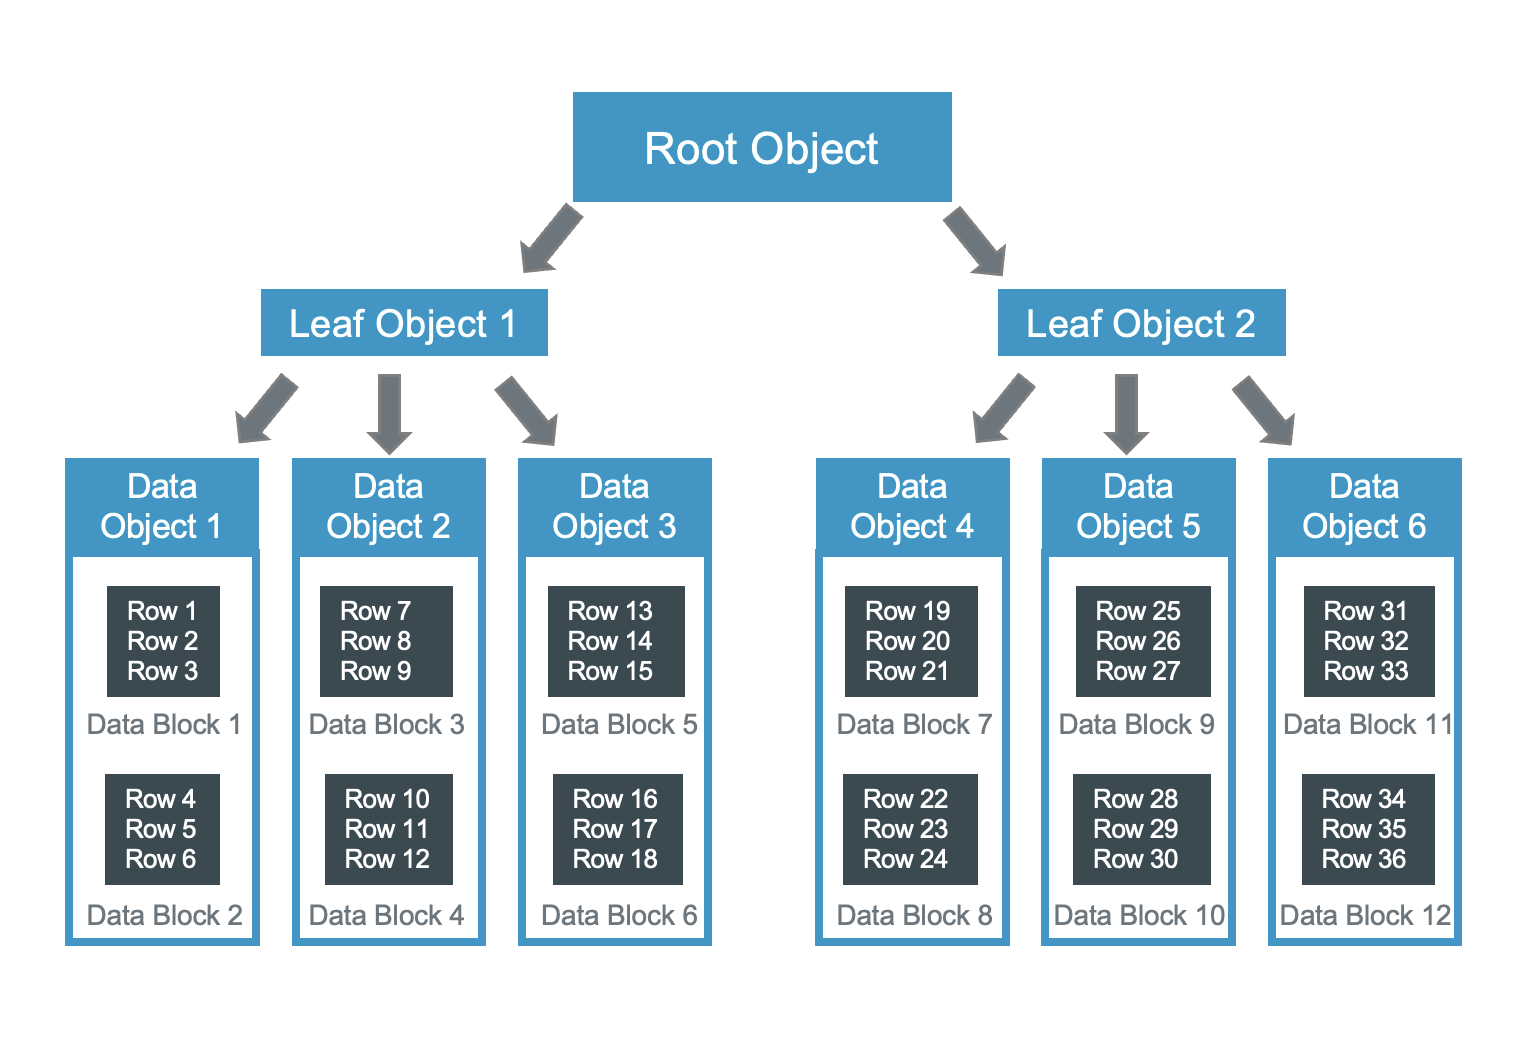 Root Object
Leaf Object 1
Leaf Object 2
Data
Object 1
Row 1
Row 2
Row 3
Data Block 1
Row 4
Row 5
Row 6
Data Block 2
Data
Object 2
Row 7
Row 8
Row 9
Data Block 3
Row 10
Row 11
Row 12
Data Block 4
Data
Object 3
Row 13
Row 14
Row 15
Data Block 5
Row 16
Row 17
Row 18
Data Block 6
Data
Object 4
Row 19
Row 20
Row 21
Data Block 7
Row 22
Row 23
Row 24
Data Block 8
Data
Object 5
Row 25
Row 26
Row 27
Data Block 9
Row 28
Row 29
Row 30
Data Block 10
Data
Object 6
Row 31
Row 32
Row 33
Data Block 11
Row 34
Row 35
Row 36
Data Block 12